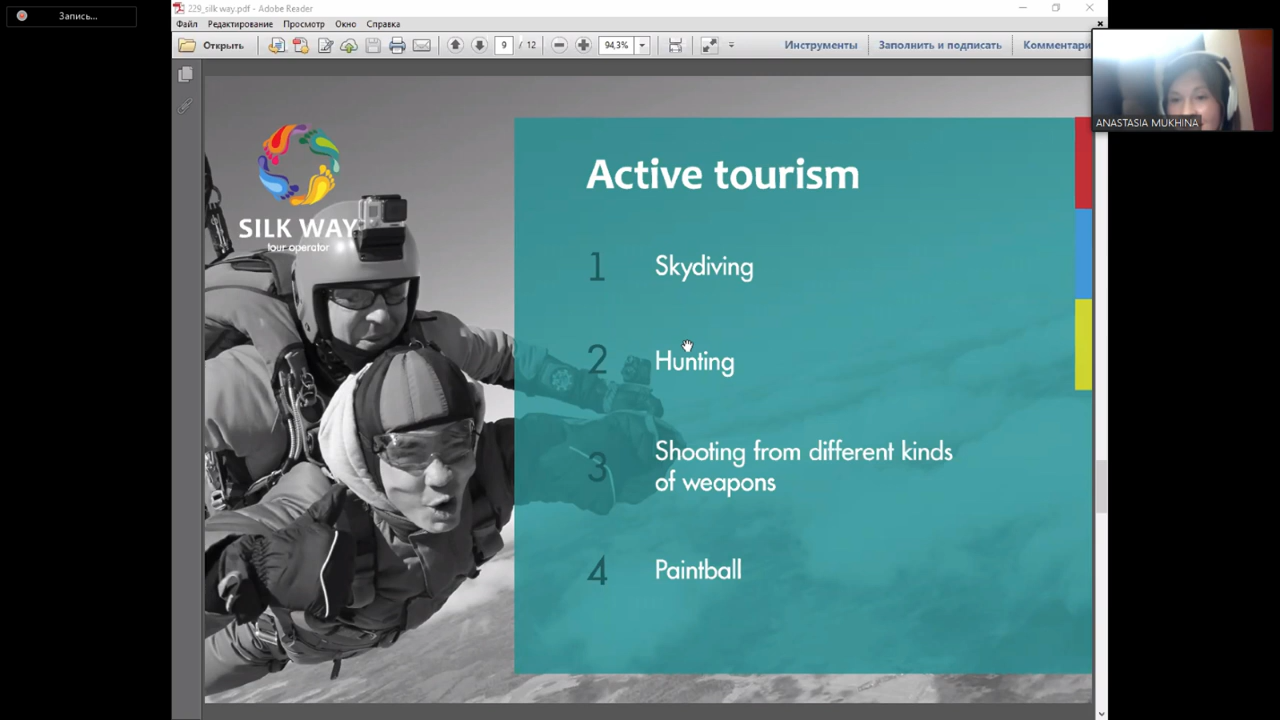 Запись...
229_silk way.pdf - Adobe Reader
Файл Редактирование Просмотр Окно Справка
Открыть 9 / 12 94,3% Инструменты Заполнить и подписать Комментари
ANASTASIA MUKHINA
SILK WAY
tour operator
Active tourism
1 Skydiving
2 Hunting
3 Shooting from different kinds
of weapons
4 Paintball